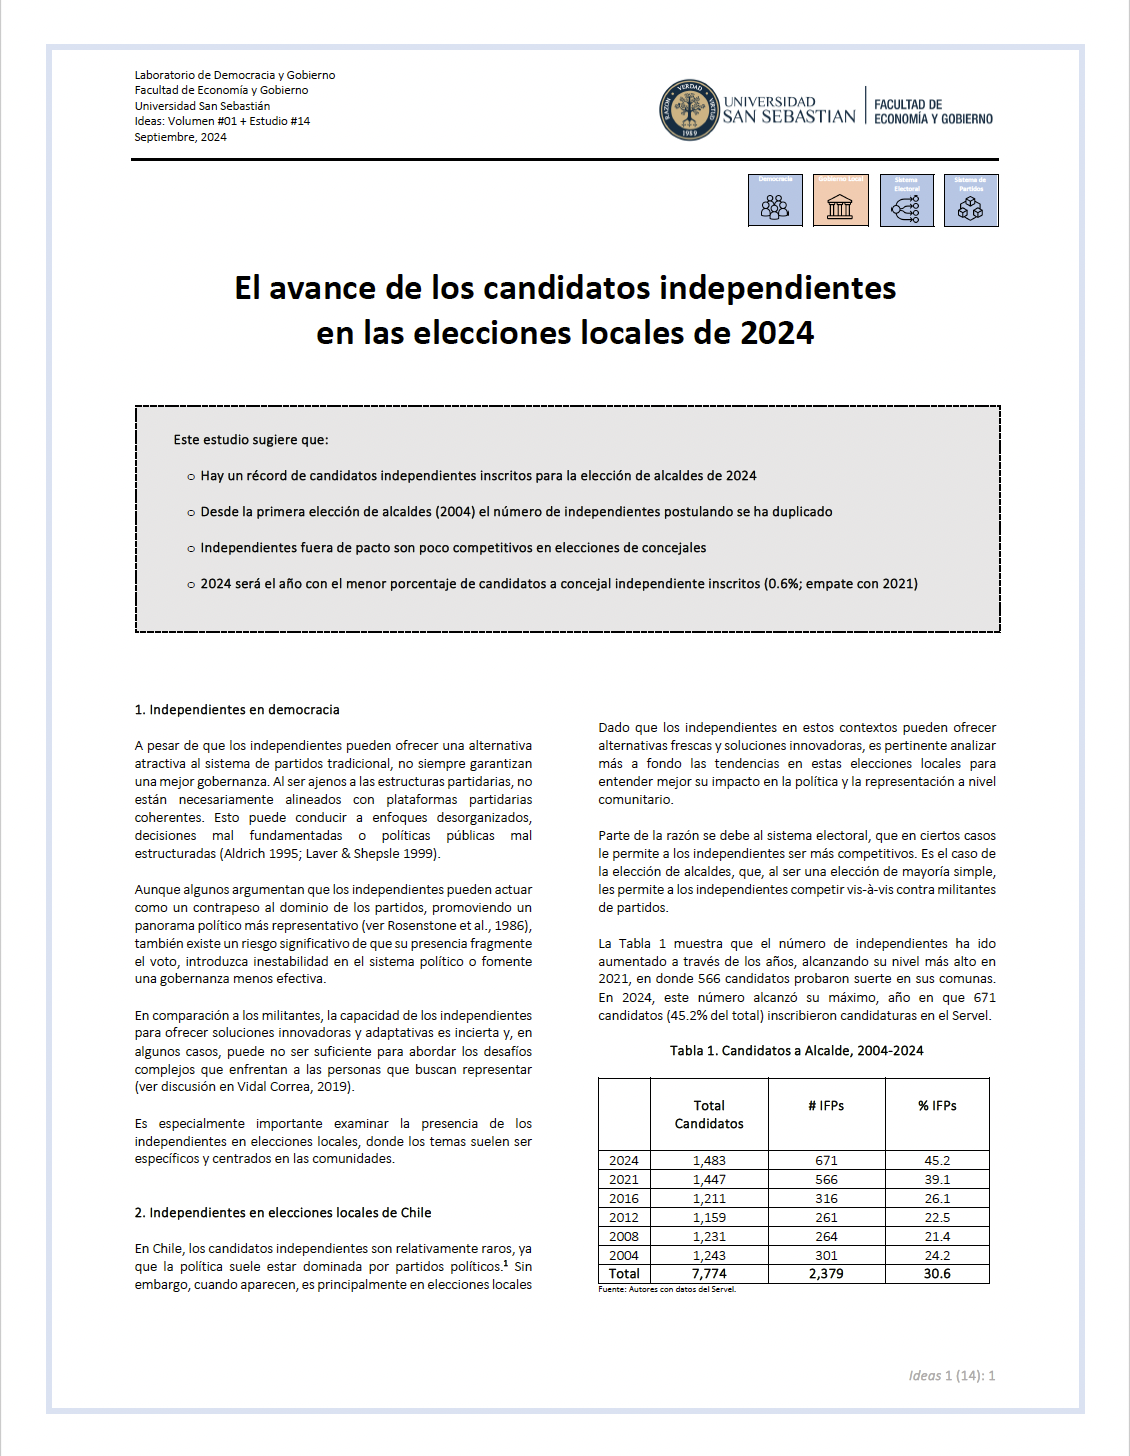 Laboratorio de Democracia y Gobierno
Facultad de Economía y Gobierno
Universidad San Sebastián
Ideas: Volumen #01 + Estudio #14
Septiembre, 2024
RAZÓN • VERDAD • VIRTUD
1989
UNIVERSIDAD
SAN SEBASTIAN
FACULTAD DE
ECONOMÍA Y GOBIERNO
Democracia
Gobierno Local
Sistema
Electoral
Sistema de
Partidos
El avance de los candidatos independientes
en las elecciones locales de 2024
Este estudio sugiere que:
○ Hay un récord de candidatos independientes inscritos para la elección de alcaldes de 2024
○ Desde la primera elección de alcaldes (2004) el número de independientes postulando se ha duplicado
○ Independientes fuera de pacto son poco competitivos en elecciones de concejales
○ 2024 será el año con el menor porcentaje de candidatos a concejal independiente inscritos (0.6%; empate con 2021)
1. Independientes en democracia
A pesar de que los independientes pueden ofrecer una alternativa
atractiva al sistema de partidos tradicional, no siempre garantizan
una mejor gobernanza. Al ser ajenos a las estructuras partidarias, no
están necesariamente alineados con plataformas partidarias
coherentes. Esto puede conducir a enfoques desorganizados,
decisiones mal fundamentadas o políticas públicas mal
estructuradas (Aldrich 1995; Laver & Shepsle 1999).
Aunque algunos argumentan que los independientes pueden actuar
como un contrapeso al dominio de los partidos, promoviendo un
panorama político más representativo (ver Rosenstone et al., 1986),
también existe un riesgo significativo de que su presencia fragmente
el voto, introduzca inestabilidad en el sistema político o fomente
una gobernanza menos efectiva.
En comparación a los militantes, la capacidad de los independientes
para ofrecer soluciones innovadoras y adaptativas es incierta y, en
algunos casos, puede no ser suficiente para abordar los desafíos
complejos que enfrentan a las personas que buscan representar
(ver discusión en Vidal Correa, 2019).
Es especialmente importante examinar la presencia de los
independientes en elecciones locales, donde los temas suelen ser
específicos y centrados en las comunidades.
2. Independientes en elecciones locales de Chile
En Chile, los candidatos independientes son relativamente raros, ya
que la política suele estar dominada por partidos políticos.¹ Sin
embargo, cuando aparecen, es principalmente en elecciones locales
Dado que los independientes en estos contextos pueden ofrecer
alternativas frescas y soluciones innovadoras, es pertinente analizar
más a fondo las tendencias en estas elecciones locales para
entender mejor su impacto en la política y la representación a nivel
comunitario.
Parte de la razón se debe al sistema electoral, que en ciertos casos
le permite a los independientes ser más competitivos. Es el caso de
la elección de alcaldes, que, al ser una elección de mayoría simple,
les permite a los independientes competir vis-à-vis contra militantes
de partidos.
La Tabla 1 muestra que el número de independientes ha ido
aumentado a través de los años, alcanzando su nivel más alto en
2021, en donde 566 candidatos probaron suerte en sus comunas.
En 2024, este número alcanzó su máximo, año en que 671
candidatos (45.2% del total) inscribieron candidaturas en el Servel.
Tabla 1. Candidatos a Alcalde, 2004-2024
Total
Candidatos # IFPs % IFPs
2024 1,483 671 45.2
2021 1,447 566 39.1
2016 1,211 316 26.1
2012 1,159 261 22.5
2008 1,231 264 21.4
2004 1,243 301 24.2
Total 7,774 2,379 30.6
Fuente: Autores con datos del Servel.
Ideas 1 (14): 1